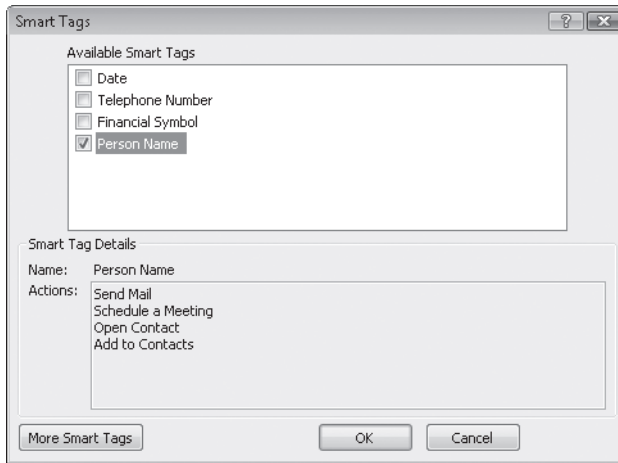 Smart Tags
Available Smart Tags
Date
Telephone Number
Financial Symbol
Person Name
Smart Tag Details
Name: Person Name
Actions: Send Mail
Schedule a Meeting
Open Contact
Add to Contacts
More Smart Tags OK Cancel